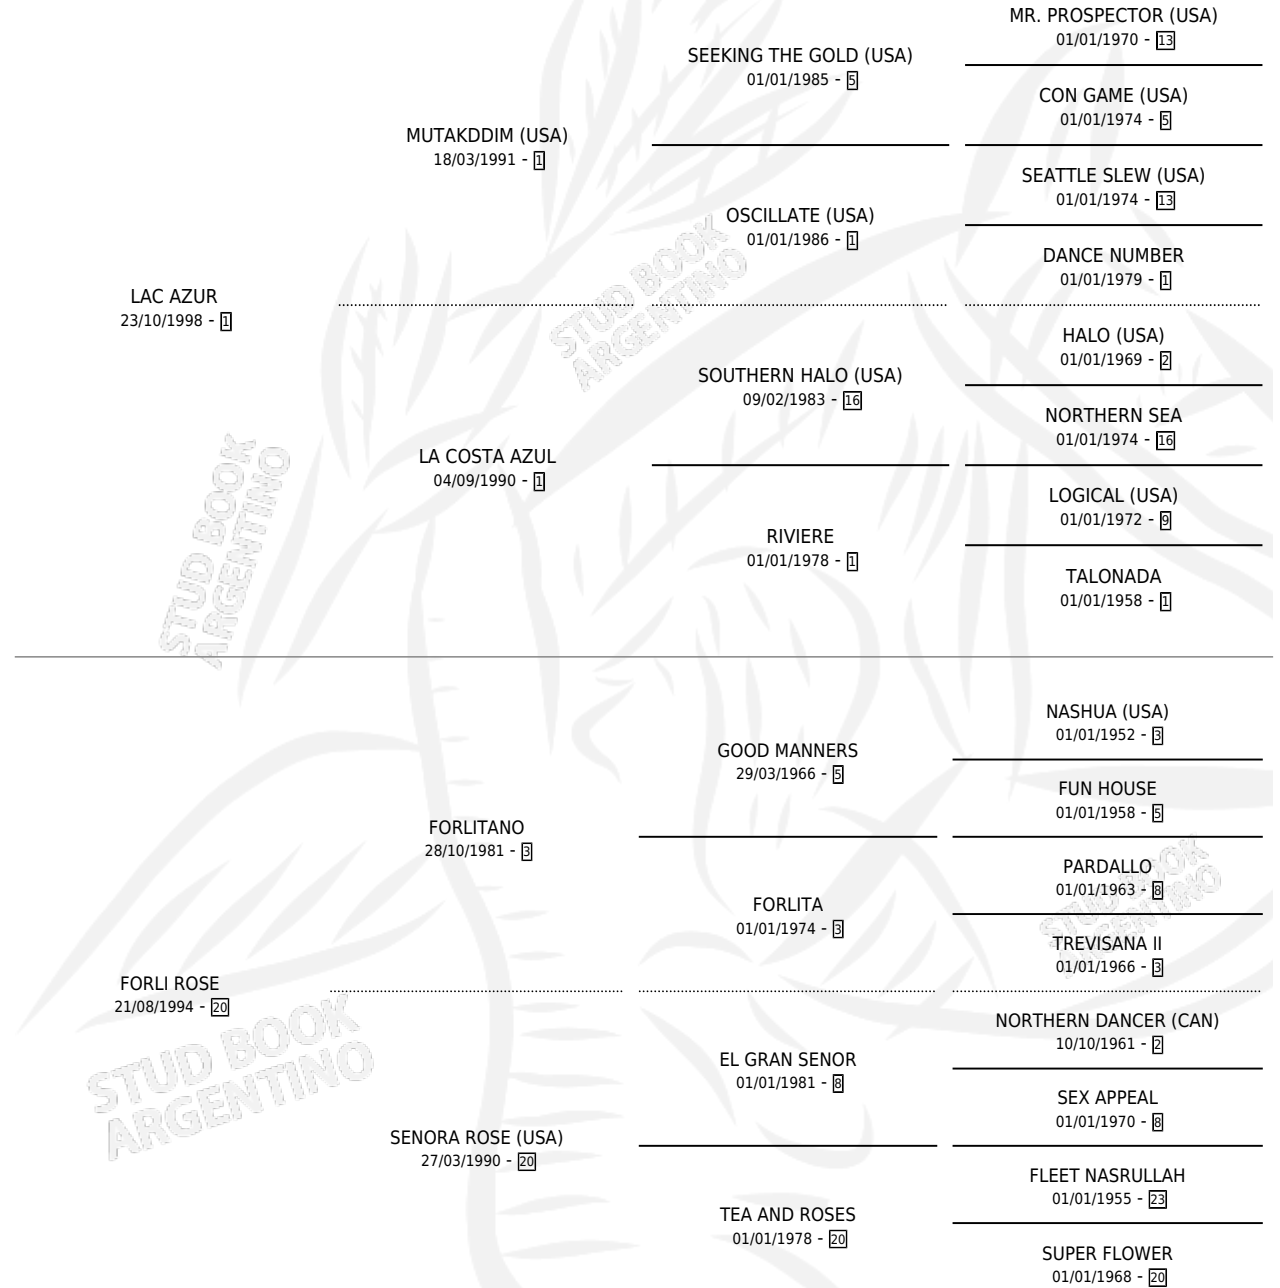 MR. PROSPECTOR (USA)
01/01/1970 - 13
SEEKING THE GOLD (USA)
01/01/1985 - 5
CON GAME (USA)
01/01/1974 - 5
MUTAKDDIM (USA)
18/03/1991 - 1
SEATTLE SLEW (USA)
01/01/1974 - 13
OSCILLATE (USA)
01/01/1986 - 1
DANCE NUMBER
01/01/1979 - 1
LAC AZUR
23/10/1998 - 1
STUD BOOK
ARGENTINO
HALO (USA)
01/01/1969 - 2
SOUTHERN HALO (USA)
09/02/1983 - 16
NORTHERN SEA
01/01/1974 - 16
LA COSTA AZUL
04/09/1990 - 1
LOGICAL (USA)
01/01/1972 - 9
RIVIERE
01/01/1978 - 1
TALONADA
01/01/1958 - 1
STUD BOOK
ARGENTINO
NASHUA (USA)
01/01/1952 - 3
GOOD MANNERS
29/03/1966 - 5
FUN HOUSE
01/01/1958 - 5
FORLITANO
28/10/1981 - 3
PARDALLO
01/01/1963 - 8
FORLITA
01/01/1974 - 3
TREVISANA II
01/01/1966 - 3
STUD BOOK
ARGENTINO
FORLI ROSE
21/08/1994 - 20
NORTHERN DANCER (CAN)
10/10/1961 - 2
EL GRAN SENOR
01/01/1981 - 8
SEX APPEAL
01/01/1970 - 8
SENORA ROSE (USA)
27/03/1990 - 20
FLEET NASRULLAH
01/01/1955 - 23
TEA AND ROSES
01/01/1978 - 20
SUPER FLOWER
01/01/1968 - 20
STUD BOOK
ARGENTINO